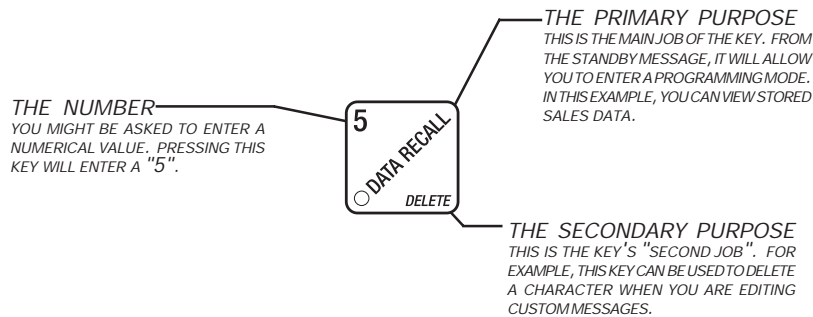 THE PRIMARY PURPOSE
THIS IS THE MAIN JOB OF THE KEY. FROM
THE STANDBY MESSAGE, IT WILL ALLOW
YOU TO ENTER A PROGRAMMING MODE.
IN THIS EXAMPLE, YOU CAN VIEW STORED
SALES DATA.
THE NUMBER
YOU MIGHT BE ASKED TO ENTER A
NUMERICAL VALUE. PRESSING THIS
KEY WILL ENTER A "5".
5
DATA RECALL
DELETE
THE SECONDARY PURPOSE
THIS IS THE KEY'S "SECOND JOB". FOR
EXAMPLE, THIS KEY CAN BE USED TO DELETE
A CHARACTER WHEN YOU ARE EDITING
CUSTOM MESSAGES.